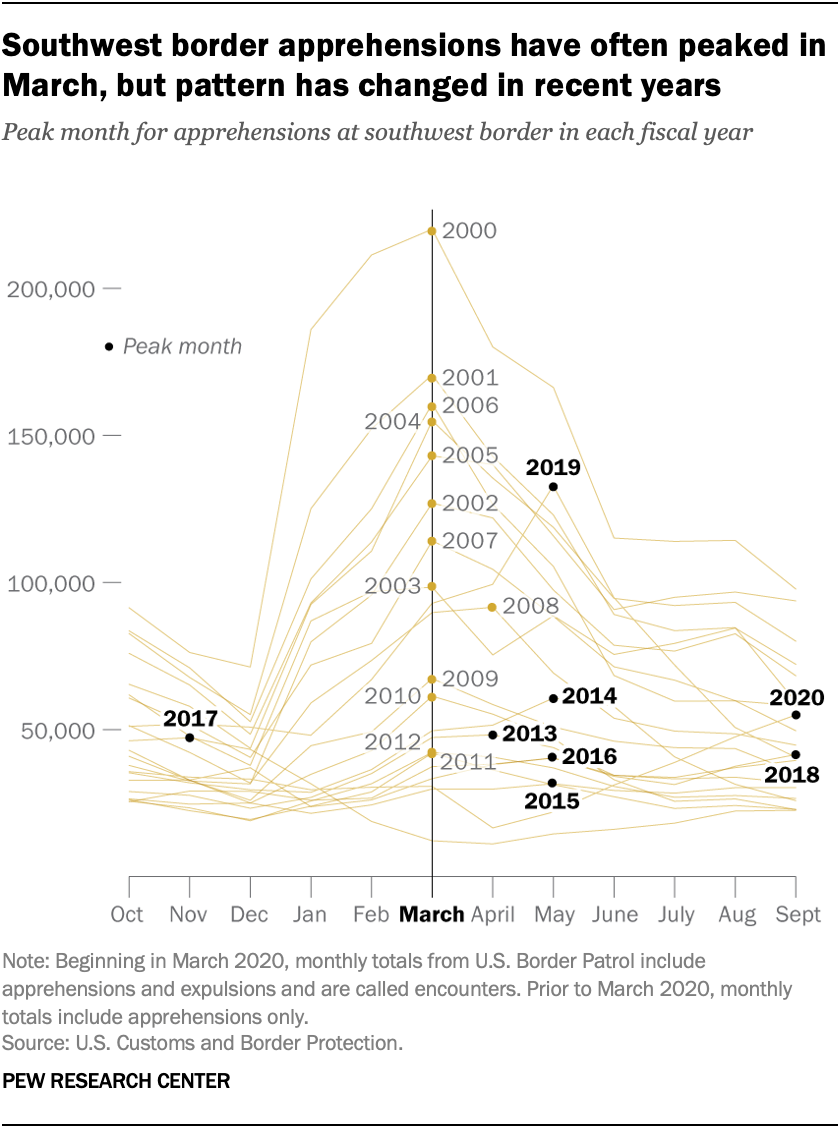 Southwest border apprehensions have often peaked in
March, but pattern has changed in recent years
Peak month for apprehensions at southwest border in each fiscal year
2000
200,000
Peak month
2001
2006
2004
150,000
2005
2019
2002
2007
100,000
2003
2008
2009
2010
2014
2020
2017
50,000
2013
2012
2011
2016
2018
2015
Oct Nov Dec Jan Feb March April May June July Aug Sept
Note: Beginning in March 2020, monthly totals from U.S. Border Patrol include
apprehensions and expulsions and are called encounters. Prior to March 2020, monthly
totals include apprehensions only.
Source: U.S. Customs and Border Protection.
PEW RESEARCH CENTER